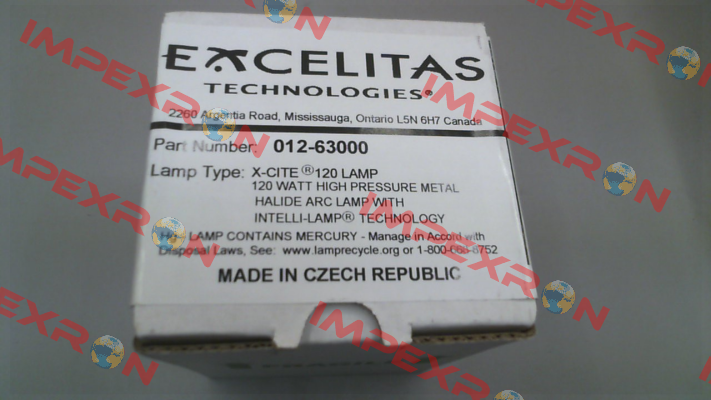 EXCELITAS
TECHNOLOGIES®
2260 Argentia Road, Mississauga, Ontario L5N 6H7 Canada
Part Number: 012-63000
Lamp Type: X-CITE®120 LAMP
120 WATT HIGH PRESSURE METAL
HALIDE ARC LAMP WITH
INTELLI-LAMP® TECHNOLOGY
LAMP CONTAINS MERCURY - Manage in Accord with
Disposal Laws, See: www.lamprecycle.org or 1-800-
MADE IN CZECH REPUBLIC
IMPEXRON
IMPEXRON
IMPEXRON
IMPEXRON
IMPEXRON